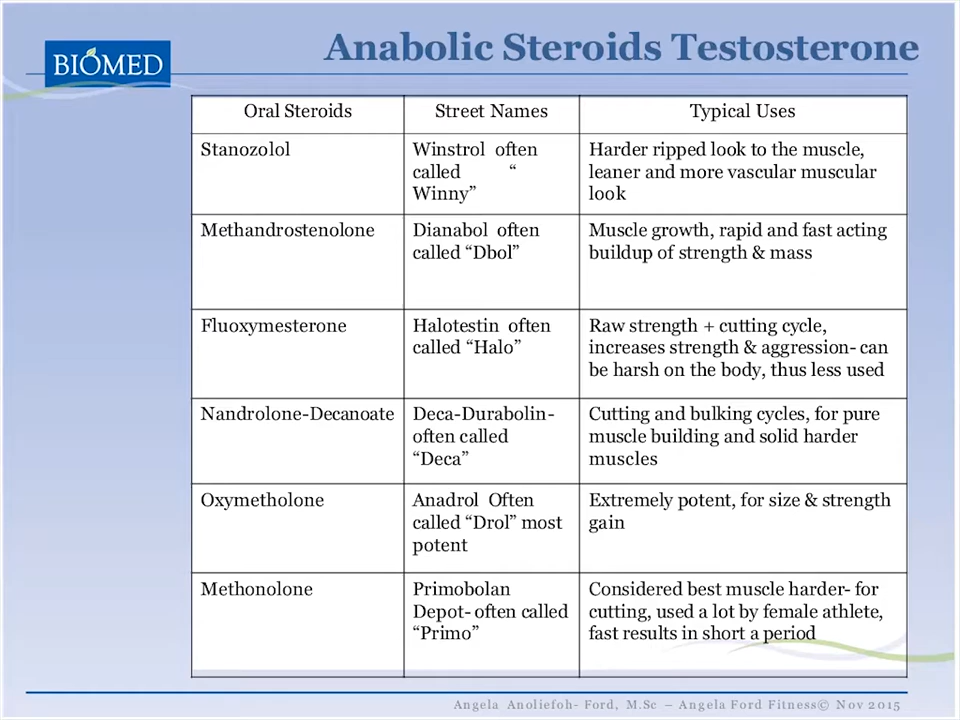 Anabolic Steroids Testosterone
BIOMED
Oral Steroids
Street Names
Typical Uses
Stanozolol
Winstrol often
called “
Winny”
Harder ripped look to the muscle,
leaner and more vascular muscular
look
Methandrostenolone
Dianabol often
called “Dbol”
Muscle growth, rapid and fast acting
buildup of strength & mass
Fluoxymesterone
Halotestin often
called “Halo”
Raw strength + cutting cycle,
increases strength & aggression- can
be harsh on the body, thus less used
Nandrolone-Decanoate
Deca-Durabolin-
often called
“Deca”
Cutting and bulking cycles, for pure
muscle building and solid harder
muscles
Oxymetholone
Anadrol Often
called “Drol” most
potent
Extremely potent, for size & strength
gain
Methonolone
Primobolan
Depot- often called
“Primo”
Considered best muscle harder- for
cutting, used a lot by female athlete,
fast results in short a period
Angela Anoliefoh- Ford, M.Sc – Angela Ford Fitness© Nov 2015